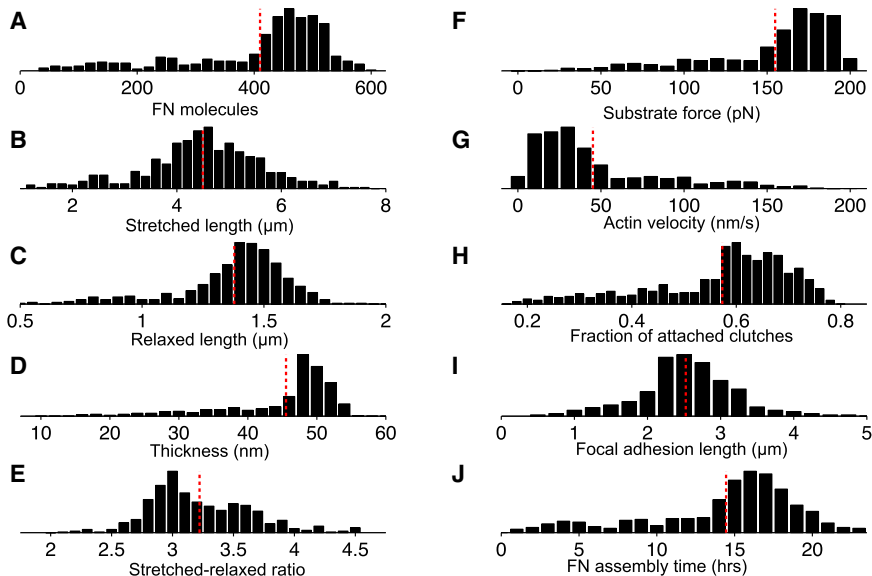 A
0 200 400 600
FN molecules
B
2 4 6 8
Stretched length (µm)
C
0.5 1 1.5 2
Relaxed length (µm)
D
10 20 30 40 50 60
Thickness (nm)
E
2 2.5 3 3.5 4 4.5
Stretched-relaxed ratio
F
0 50 100 150 200
Substrate force (pN)
G
0 50 100 150 200
Actin velocity (nm/s)
H
0.2 0.4 0.6 0.8
Fraction of attached clutches
I
0 1 2 3 4 5
Focal adhesion length (µm)
J
0 5 10 15 20
FN assembly time (hrs)